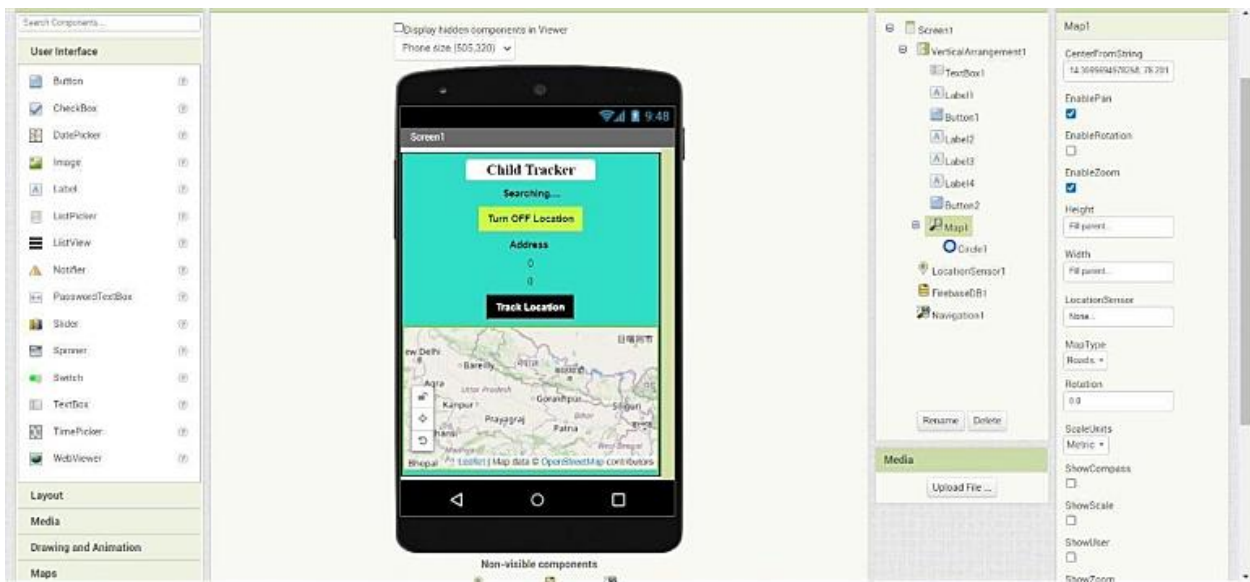 Search Components...
User Interface
Button
CheckBox
DatePicker
Image
Label
ListPicker
ListView
Notifier
PasswordTextBox
Slider
Spinner
Switch
TextBox
TimePicker
WebViewer
Layout
Media
Drawing and Animation
Maps
Display hidden components in Viewer
Phone size (505,320)
9:48
Screen1
Child Tracker
Searching....
Turn OFF Location
Address
0
0
Track Location
ew Delhi
Bareilly
Agra
Uttar Pradesh
Gorakhpur
Siliguri
Kanpur
Prayagraj
Bihar
Patna
West Bengal
Bhopal
Leaflet | Map data © OpenStreetMap contributors
Non-visible components
Screen1
VerticalArrangement1
TextBox1
Label1
Button1
Label2
Label3
Label4
Button2
Map1
Circle1
LocationSensor1
FirebaseDB1
Navigation1
Rename Delete
Media
Upload File ...
Map1
CenterFromString
EnablePan
EnableRotation
EnableZoom
Height
Fill parent...
Width
Fill parent...
LocationSensor
None...
MapType
Roads
Rotation
0.0
ScaleUnits
Metric
ShowCompass
ShowScale
ShowUser
ShowZoom